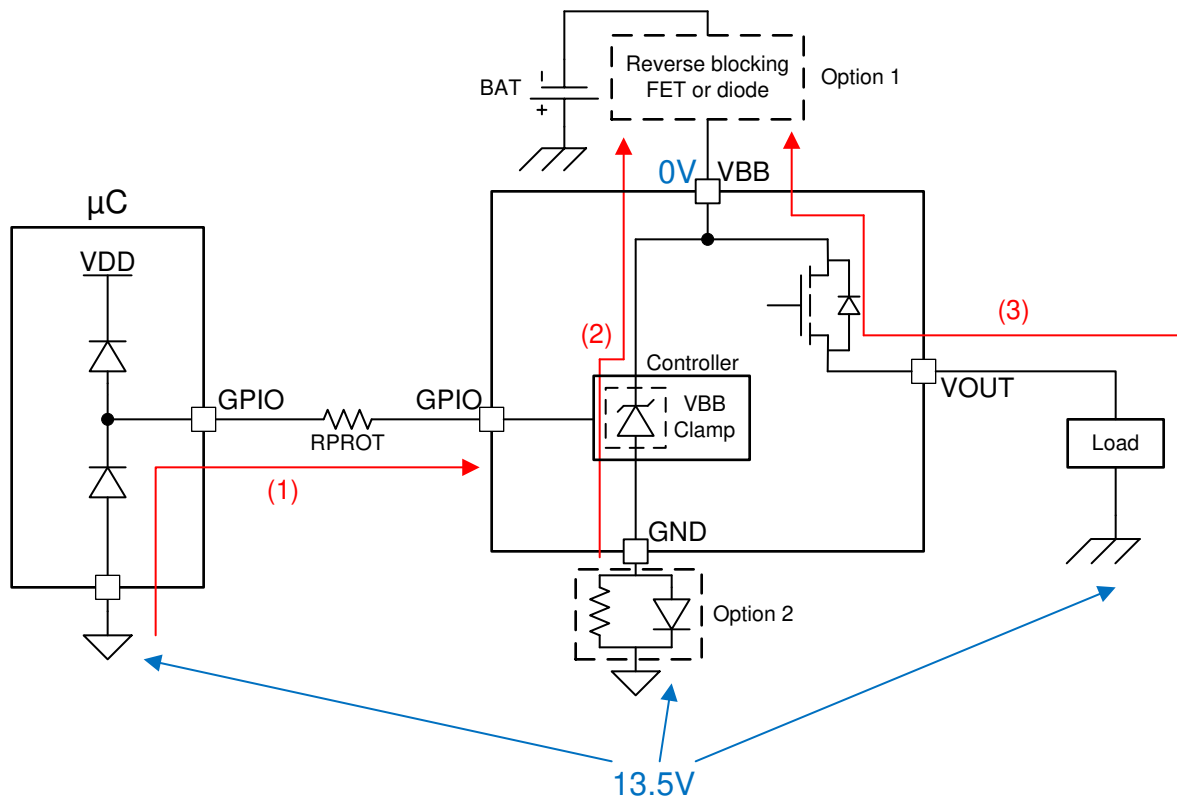 BAT
-
+
Reverse blocking
FET or diode
Option 1
0V
VBB
µC
VDD
GPIO
RPROT
GPIO
(1)
(2)
Controller
VBB
Clamp
(3)
VOUT
Load
GND
Option 2
13.5V